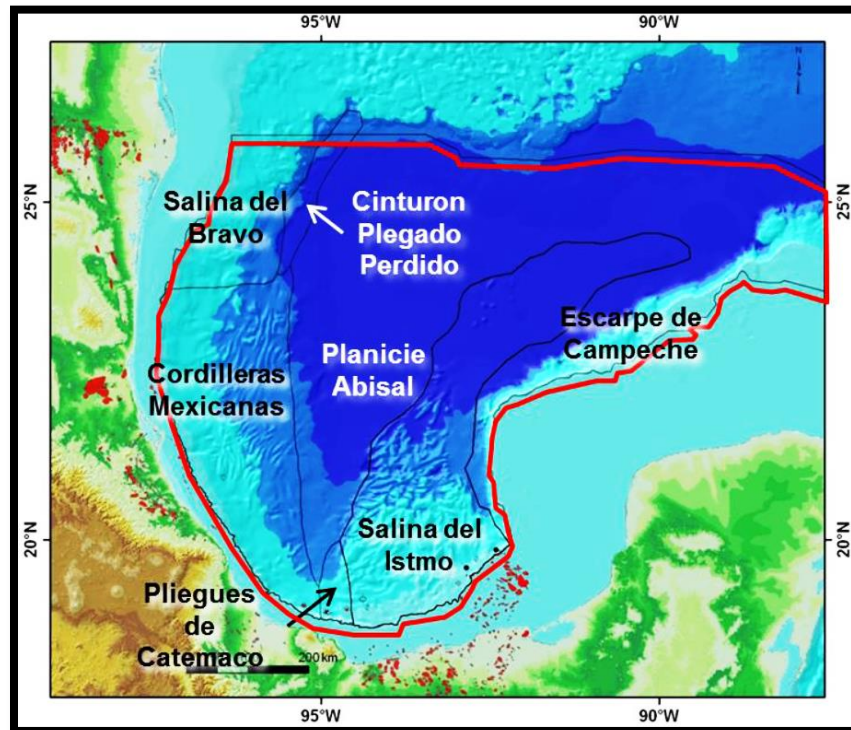 95°W
90°W
N
25°N
25°N
Salina del
Bravo
Cinturon
Plegado
Perdido
Escarpe de
Campeche
Planicie
Abisal
Cordilleras
Mexicanas
20°N
20°N
Salina del
Istmo
Pliegues
de
Catemaco
200 km
95°W
90°W